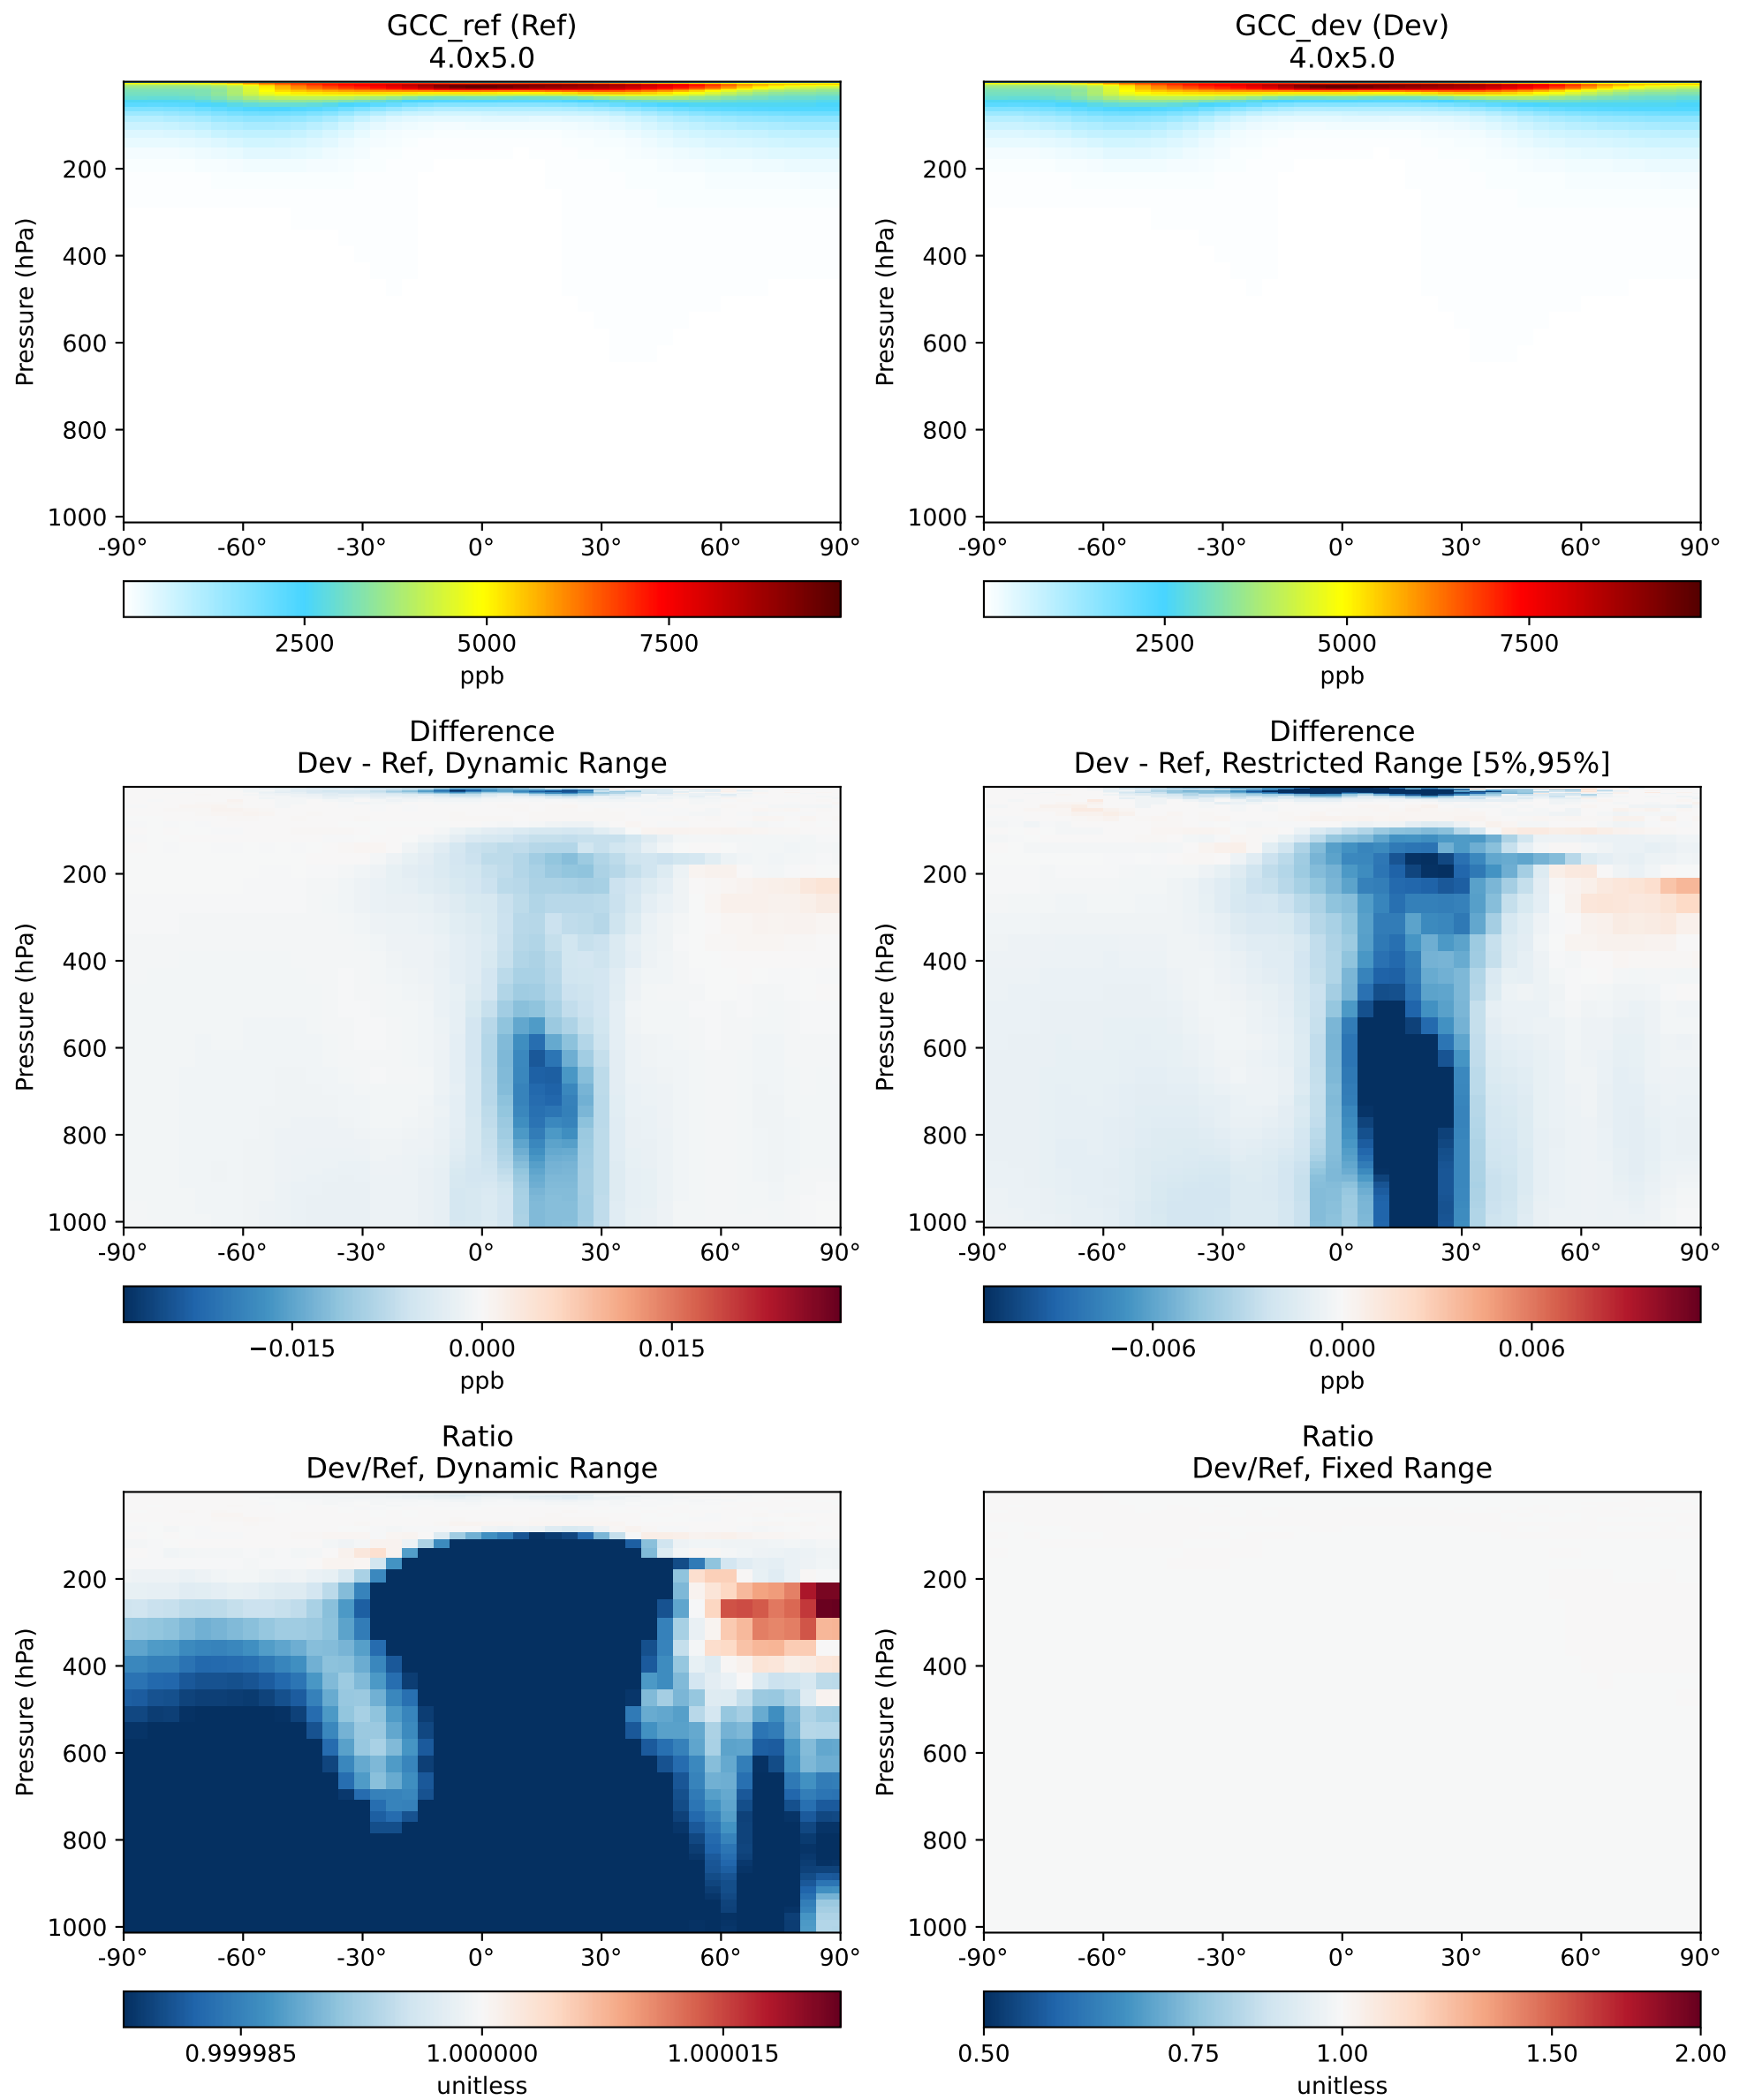 GCC_ref (Ref)
4.0x5.0
Pressure (hPa)
200
400
600
800
1000
-90° -60° -30° 0° 30° 60° 90°
2500 5000 7500
ppb
GCC_dev (Dev)
4.0x5.0
Pressure (hPa)
200
400
600
800
1000
-90° -60° -30° 0° 30° 60° 90°
2500 5000 7500
ppb
Difference
Dev - Ref, Dynamic Range
Pressure (hPa)
200
400
600
800
1000
-90° -60° -30° 0° 30° 60° 90°
−0.015 0.000 0.015
ppb
Difference
Dev - Ref, Restricted Range [5%,95%]
Pressure (hPa)
200
400
600
800
1000
-90° -60° -30° 0° 30° 60° 90°
−0.006 0.000 0.006
ppb
Ratio
Dev/Ref, Dynamic Range
Pressure (hPa)
200
400
600
800
1000
-90° -60° -30° 0° 30° 60° 90°
0.999985 1.000000 1.000015
unitless
Ratio
Dev/Ref, Fixed Range
Pressure (hPa)
200
400
600
800
1000
-90° -60° -30° 0° 30° 60° 90°
0.50 0.75 1.00 1.50 2.00
unitless